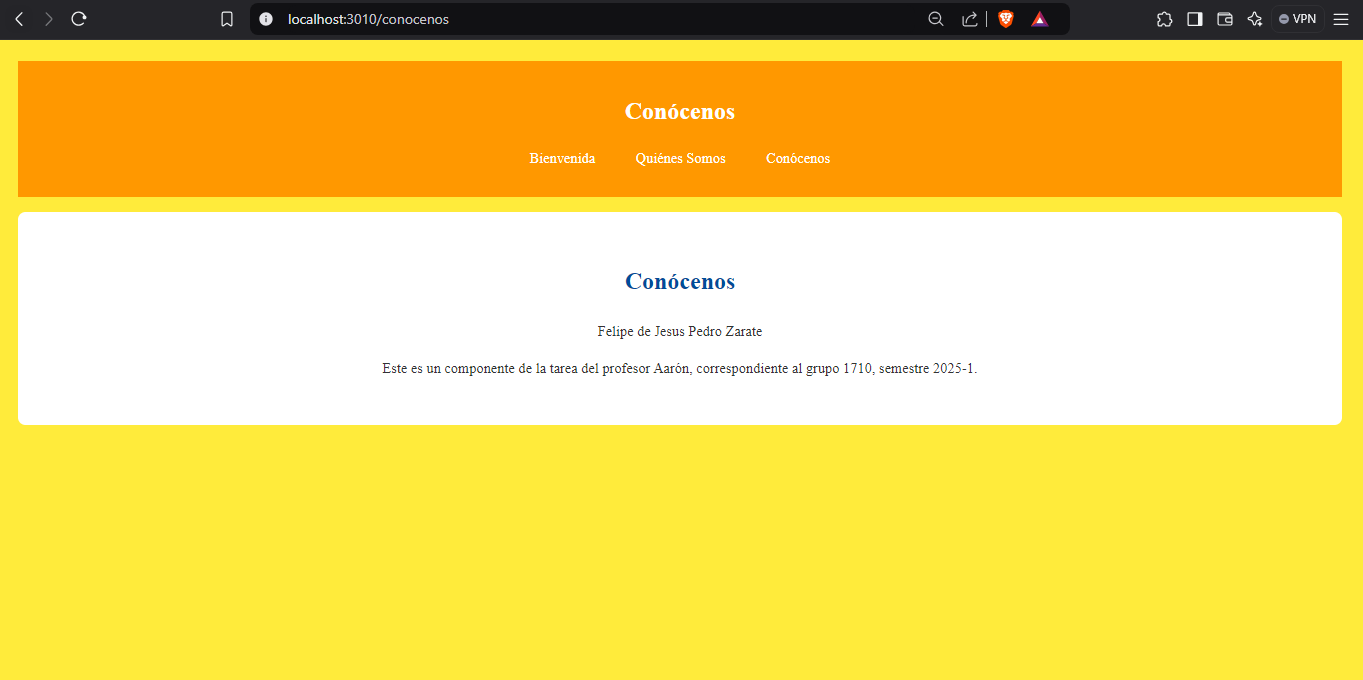 localhost:3010/conocenos
VPN
Conócenos
Bienvenida Quiénes Somos Conócenos
Conócenos
Felipe de Jesus Pedro Zarate
Este es un componente de la tarea del profesor Aarón, correspondiente al grupo 1710, semestre 2025-1.